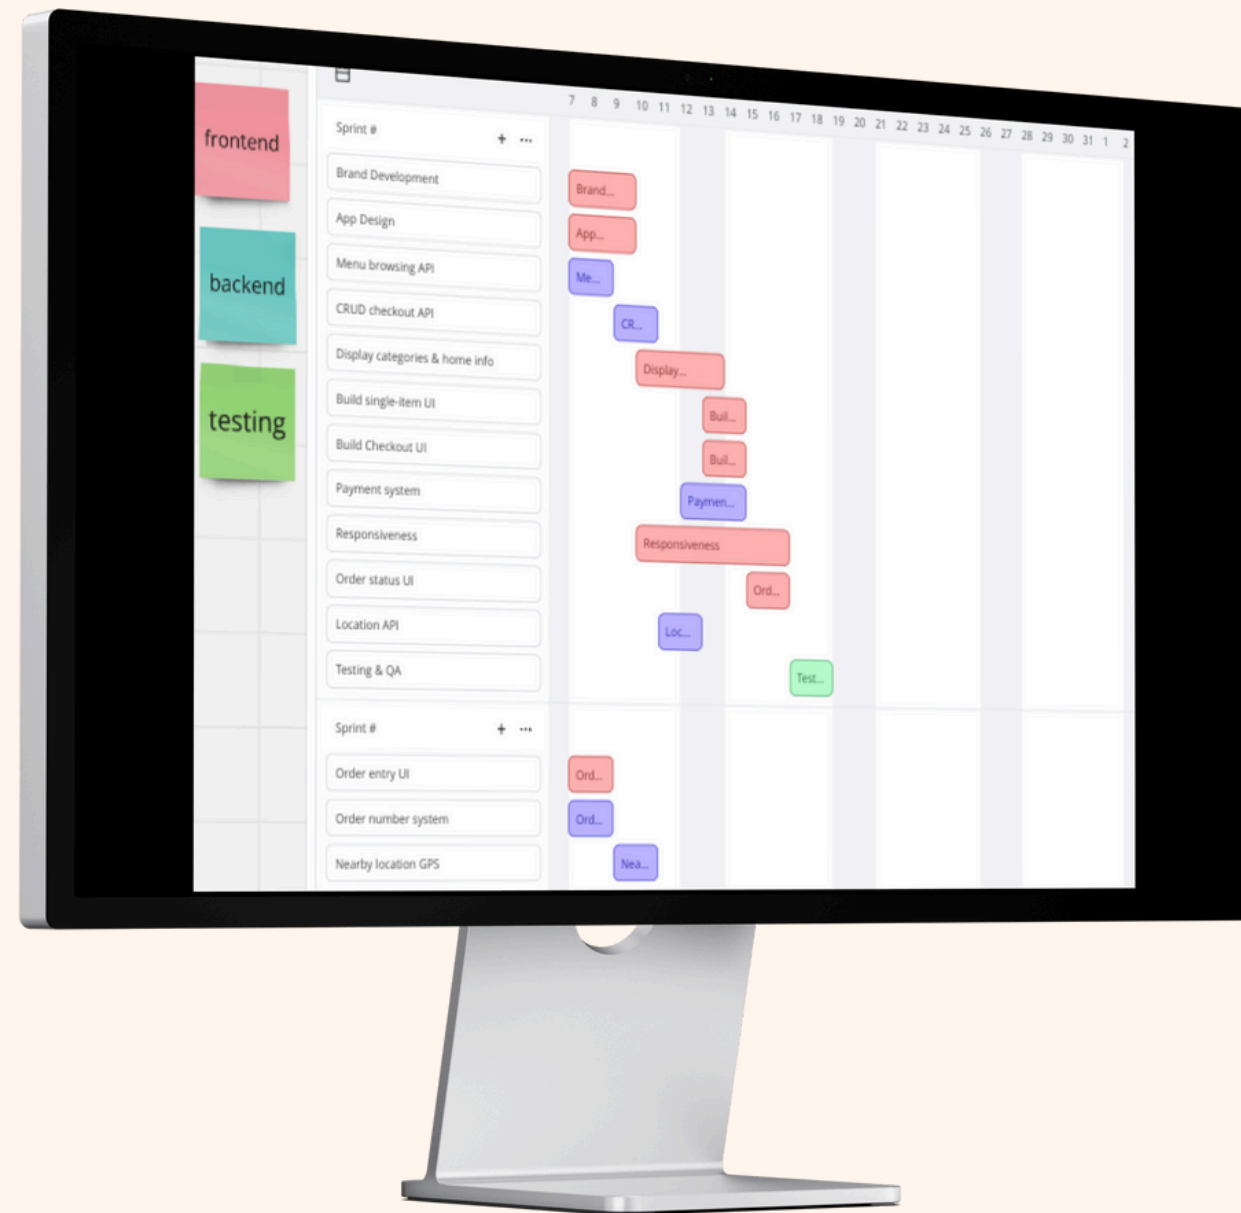 frontend
backend
testing
7 8 9 10 11 12 13 14 15 16 17 18 19 20 21 22 23 24 25 26 27 28 29 30 31 1 2
Sprint # + ...
Brand Development
Brand...
App Design
App...
Menu browsing API
Me...
CRUD checkout API
CR...
Display categories & home info
Display...
Build single-item UI
Buil...
Build Checkout UI
Buil...
Payment system
Paymen...
Responsiveness
Responsiveness
Order status UI
Ord...
Location API
Loc...
Testing & QA
Test...
Sprint # + ...
Order entry UI
Ord...
Order number system
Ord...
Nearby location GPS
Nea...